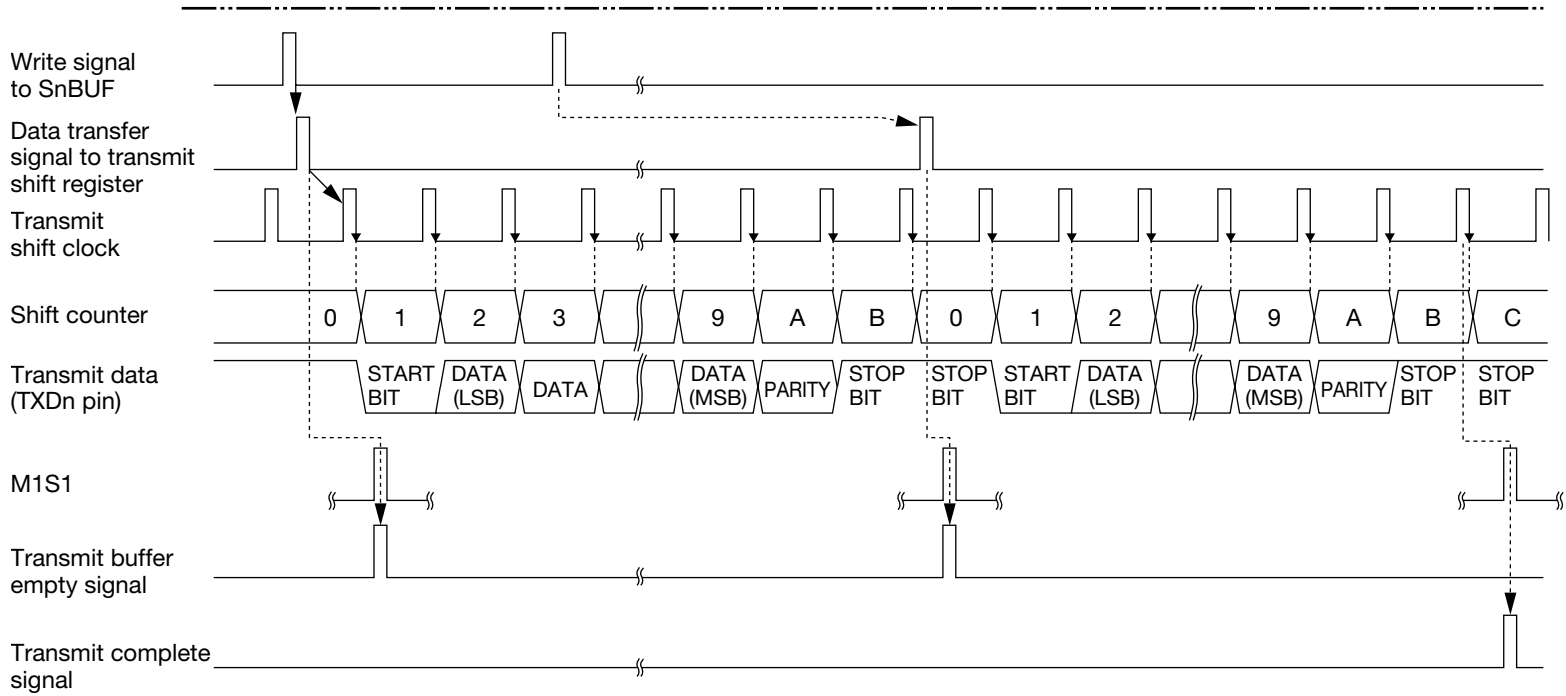 Write signal
to SnBUF
Data transfer
signal to transmit
shift register
Transmit
shift clock
Shift counter
0 1 2 3 9 A B 0 1 2 9 A B C
Transmit data
(TXDn pin)
START DATA DATA DATA PARITY STOP STOP START DATA DATA PARITY STOP STOP
BIT (LSB) (MSB) BIT BIT BIT (LSB) (MSB) BIT BIT
M1S1
Transmit buffer
empty signal
Transmit complete
signal